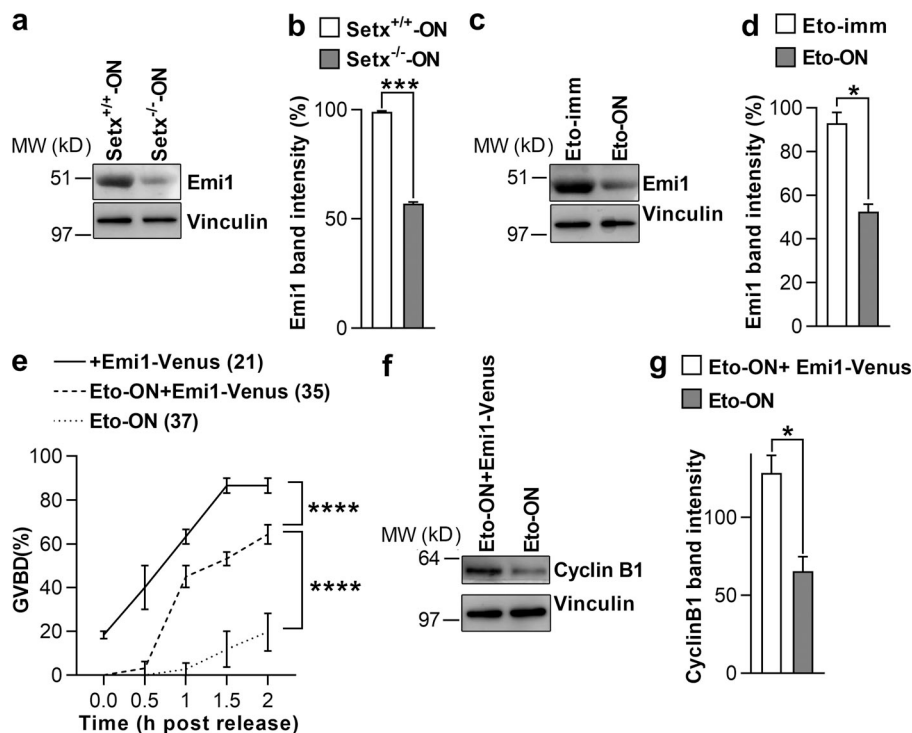 a
Setx+/+-ON
Setx-/--ON
MW (kD)
51
Emi1
Vinculin
97
b
Setx+/+-ON
Setx-/--ON
***
Emi1 band intensity (%)
100
50
0
c
Eto-imm
Eto-ON
MW (kD)
51
Emi1
Vinculin
97
d
Eto-imm
Eto-ON
*
Emi1 band intensity (%)
100
80
60
40
20
0
e
+Emi1-Venus (21)
Eto-ON+Emi1-Venus (35)
Eto-ON (37)
GVBD(%)
100
80
60
40
20
0
****
****
0.0 0.5 1 1.5 2
Time (h post release)
f
Eto-ON+Emi1-Venus
Eto-ON
MW (kD)
64
Cyclin B1
Vinculin
97
g
Eto-ON+ Emi1-Venus
Eto-ON
*
CyclinB1 band intensity
100
50
0